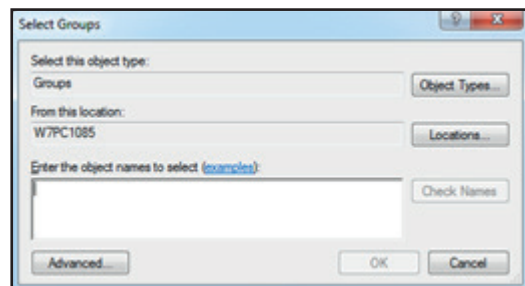 Select Groups
Select this object type:
Groups
Object Types...
From this location:
W7PC1085
Locations...
Enter the object names to select (examples):
Check Names
Advanced...
OK
Cancel